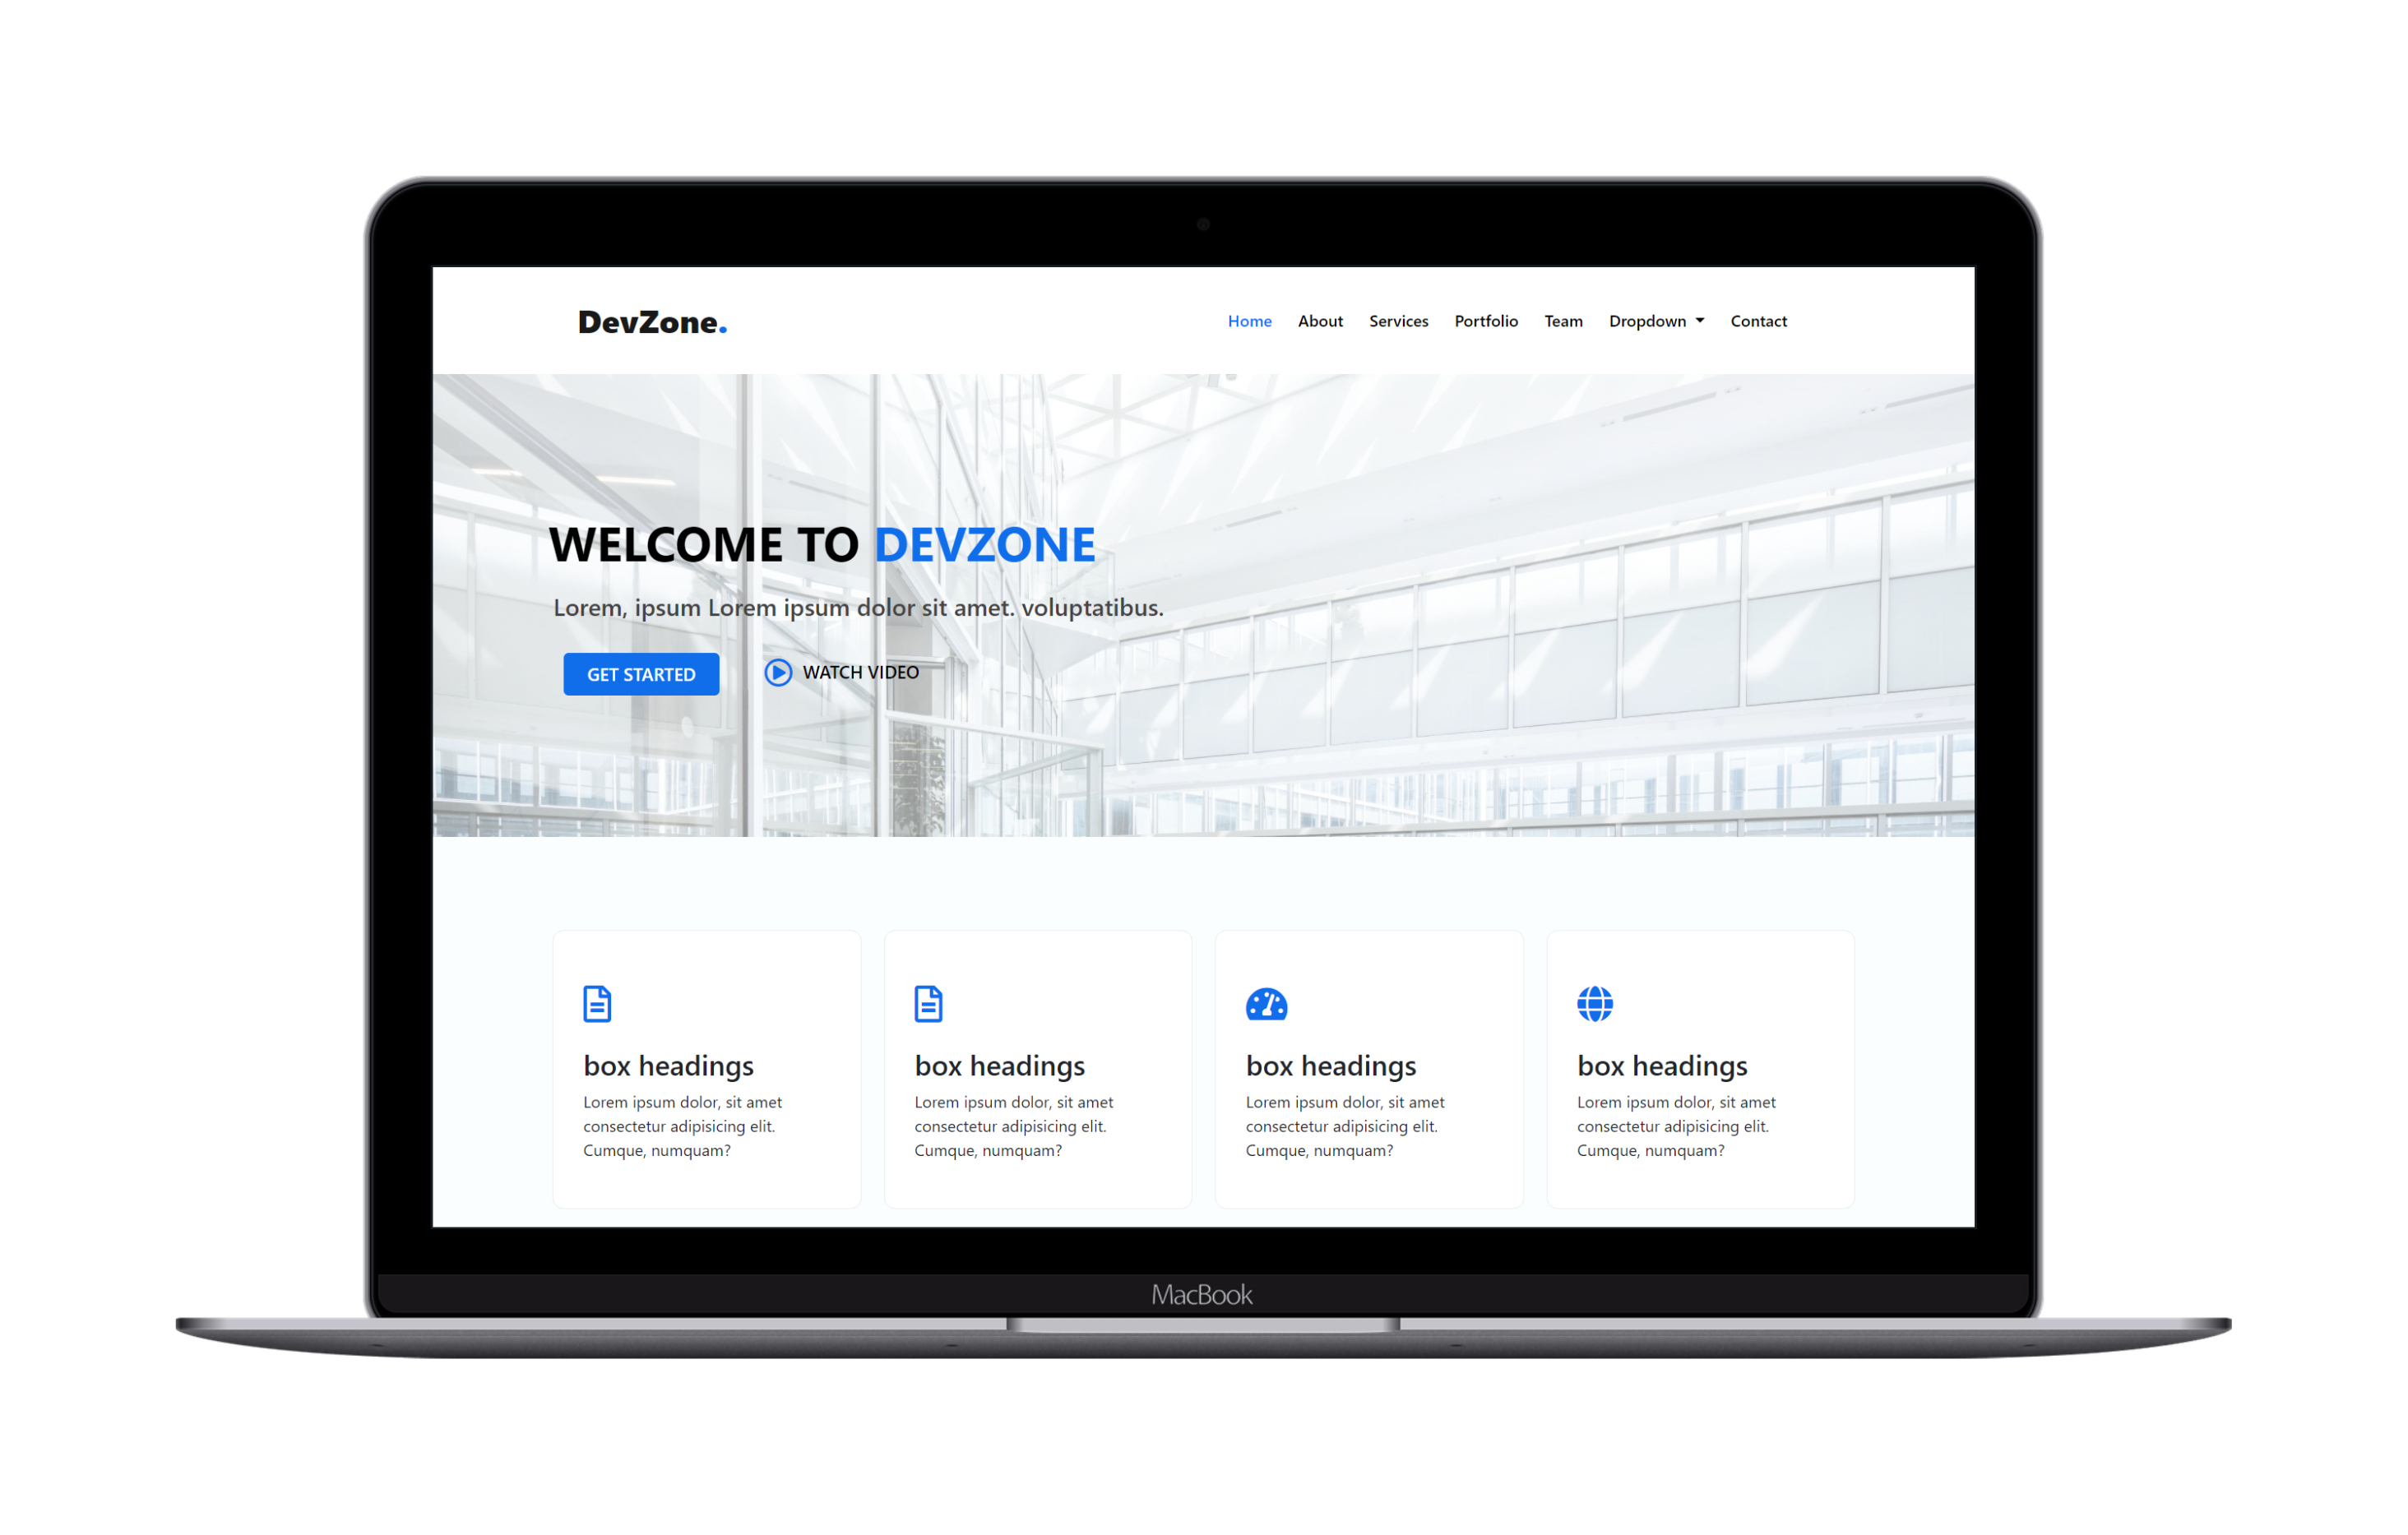 DevZone.
Home About Services Portfolio Team Dropdown Contact
WELCOME TO DEVZONE
Lorem, ipsum Lorem ipsum dolor sit amet. voluptatibus.
GET STARTED
WATCH VIDEO
box headings
Lorem ipsum dolor, sit amet
consectetur adipisicing elit.
Cumque, numquam?
box headings
Lorem ipsum dolor, sit amet
consectetur adipisicing elit.
Cumque, numquam?
box headings
Lorem ipsum dolor, sit amet
consectetur adipisicing elit.
Cumque, numquam?
box headings
Lorem ipsum dolor, sit amet
consectetur adipisicing elit.
Cumque, numquam?
MacBook